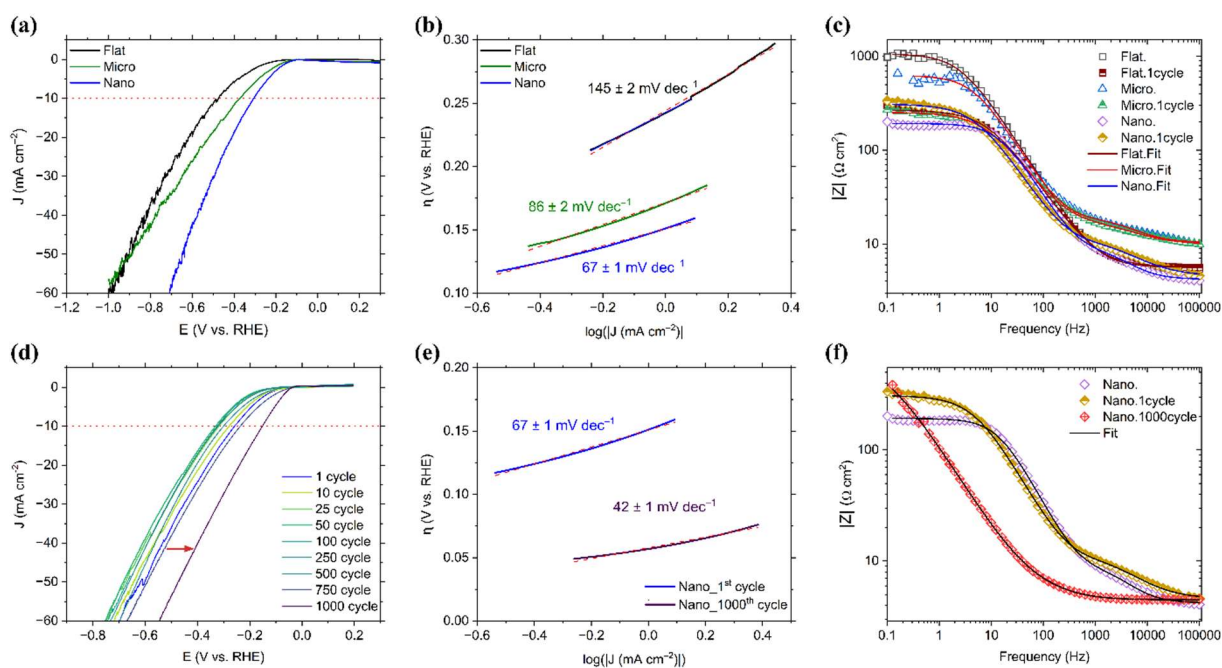 (a)
Flat
Micro
Nano
J (mA cm⁻²)
0
−10
−20
−30
−40
−50
−60
−1.2 −1.0 −0.8 −0.6 −0.4 −0.2 0.0 0.2
E (V vs. RHE)
(b)
Flat
Micro
Nano
145 ± 2 mV dec⁻¹
86 ± 2 mV dec⁻¹
67 ± 1 mV dec⁻¹
η (V vs. RHE)
0.30
0.25
0.20
0.15
0.10
−0.6 −0.4 −0.2 0.0 0.2 0.4
log(|J (mA cm⁻²)|
(c)
Flat.
Flat.1cycle
Micro.
Micro.1cycle
Nano.
Nano.1cycle
Flat.Fit
Micro.Fit
Nano.Fit
|Z| (Ω cm²)
1000
100
10
0.1 1 10 100 1000 10000 100000
Frequency (Hz)
(d)
1 cycle
10 cycle
25 cycle
50 cycle
100 cycle
250 cycle
500 cycle
750 cycle
1000 cycle
J (mA cm⁻²)
0
−10
−20
−30
−40
−50
−60
−0.8 −0.6 −0.4 −0.2 0.0 0.2
E (V vs. RHE)
(e)
67 ± 1 mV dec⁻¹
42 ± 1 mV dec⁻¹
Nano_1ˢᵗ cycle
Nano_1000ᵗʰ cycle
η (V vs. RHE)
0.20
0.15
0.10
0.05
0.00
−0.6 −0.4 −0.2 0.0 0.2 0.4 0.6
log(|J (mA cm⁻²)|)
(f)
Nano.
Nano.1cycle
Nano.1000cycle
Fit
|Z| (Ω cm²)
100
10
0.1 1 10 100 1000 10000 100000
Frequency (Hz)